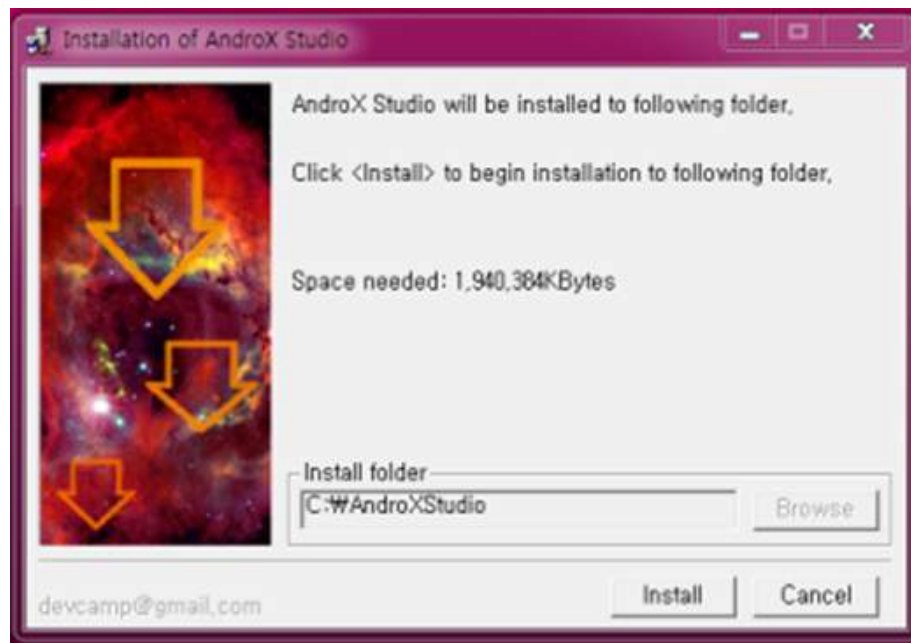 Installation of AndroX Studio
AndroX Studio will be installed to following folder,
Click <Install> to begin installation to following folder,
Space needed: 1,940,384KBytes
Install folder
C:₩AndroXStudio
Browse
devcamp@gmail,com
Install
Cancel